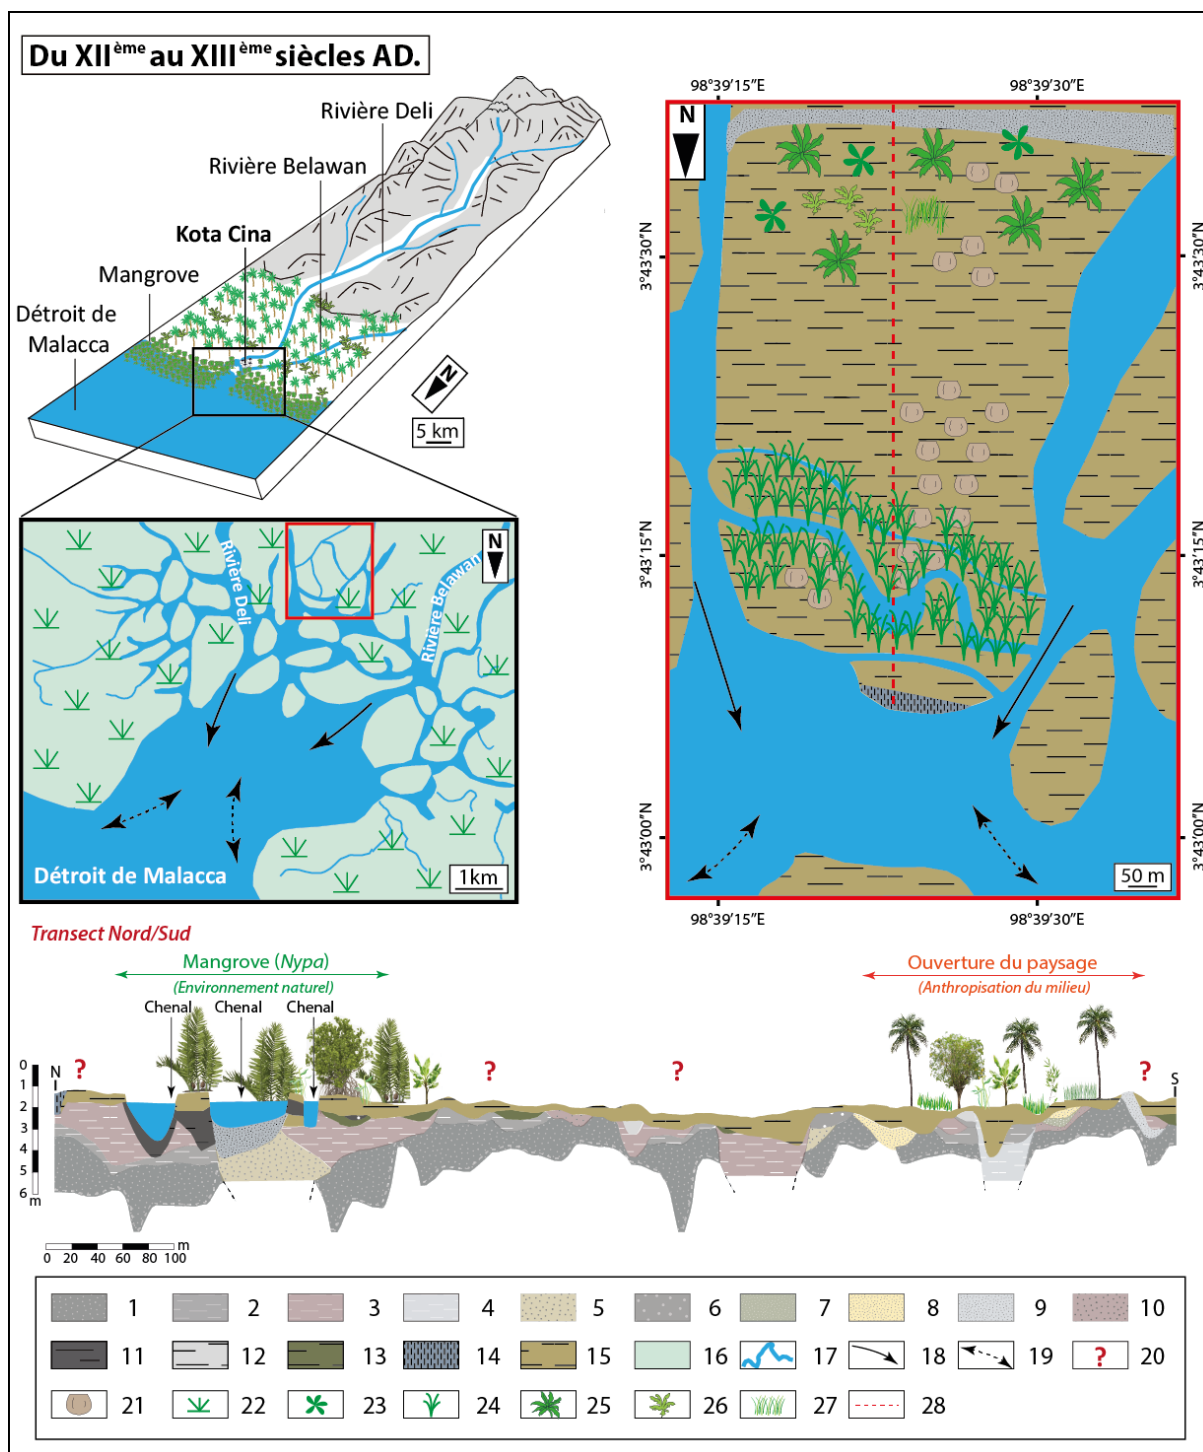 Du XIIème au XIIIème siècles AD.
Rivière Deli
Rivière Belawan
Kota Cina
Mangrove
Détroit de
Malacca
N
5 km
98°39’15’’E
98°39’30’’E
N
3°43’30’’N
3°43’30’’N
3°43’15’’N
3°43’15’’N
3°43’00’’N
3°43’00’’N
50 m
98°39’15’’E
98°39’30’’E
N
Rivière Deli
Rivière Belawan
Détroit de Malacca
1km
Transect Nord/Sud
Mangrove (Nypa)
(Environnement naturel)
Ouverture du paysage
(Anthropisation du milieu)
Chenal
Chenal
Chenal
0
1
2
3
4
5
6
m
N
?
?
?
?
S
0 20 40 60 80 100 m
1 2 3 4 5 6 7 8 9 10
11 12 13 14 15 16 17 18 19 ? 20
21 22 23 24 25 26 27 28